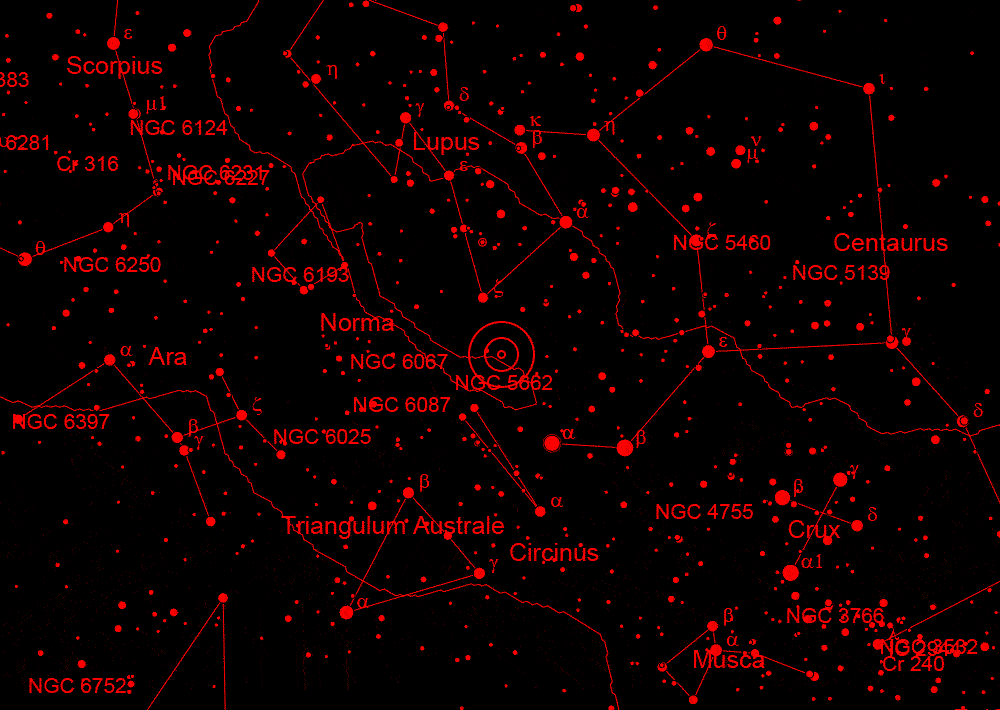 θ
ε
ι
Scorpius
η
δ
383
μ1
γ
κ
η
NGC 6124
β
6281
Lupus
ν
μ
Cr 316
ε
NGC 6231
NGC 6227
ξ
α
η
ζ
θ
NGC 5460
Centaurus
NGC 6250
NGC 6193
NGC 5139
ζ
Norma
γ
α
Ara
ε
NGC 6067
NGC 5662
ζ
NGC 6087
δ
NGC 6397
β
γ
NGC 6025
α
β
β
γ
β
α
NGC 4755
δ
Triangulum Australe
Crux
Circinus
γ
α1
α
β
NGC 3766
α
Musca
Cr 240
NGC 6752